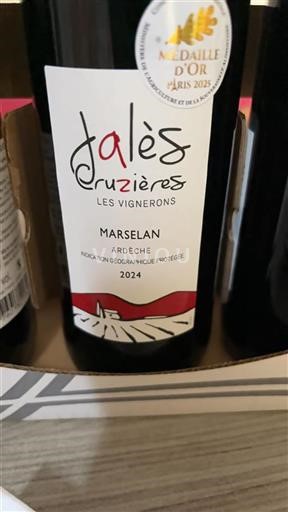 MÉDAILLE
D'OR
PARIS 2025
Jalès
Cruzières
LES VIGNERONS
MARSELAN
ARDÈCHE
INDICATION GÉOGRAPHIQUE PROTÉGÉE
2024